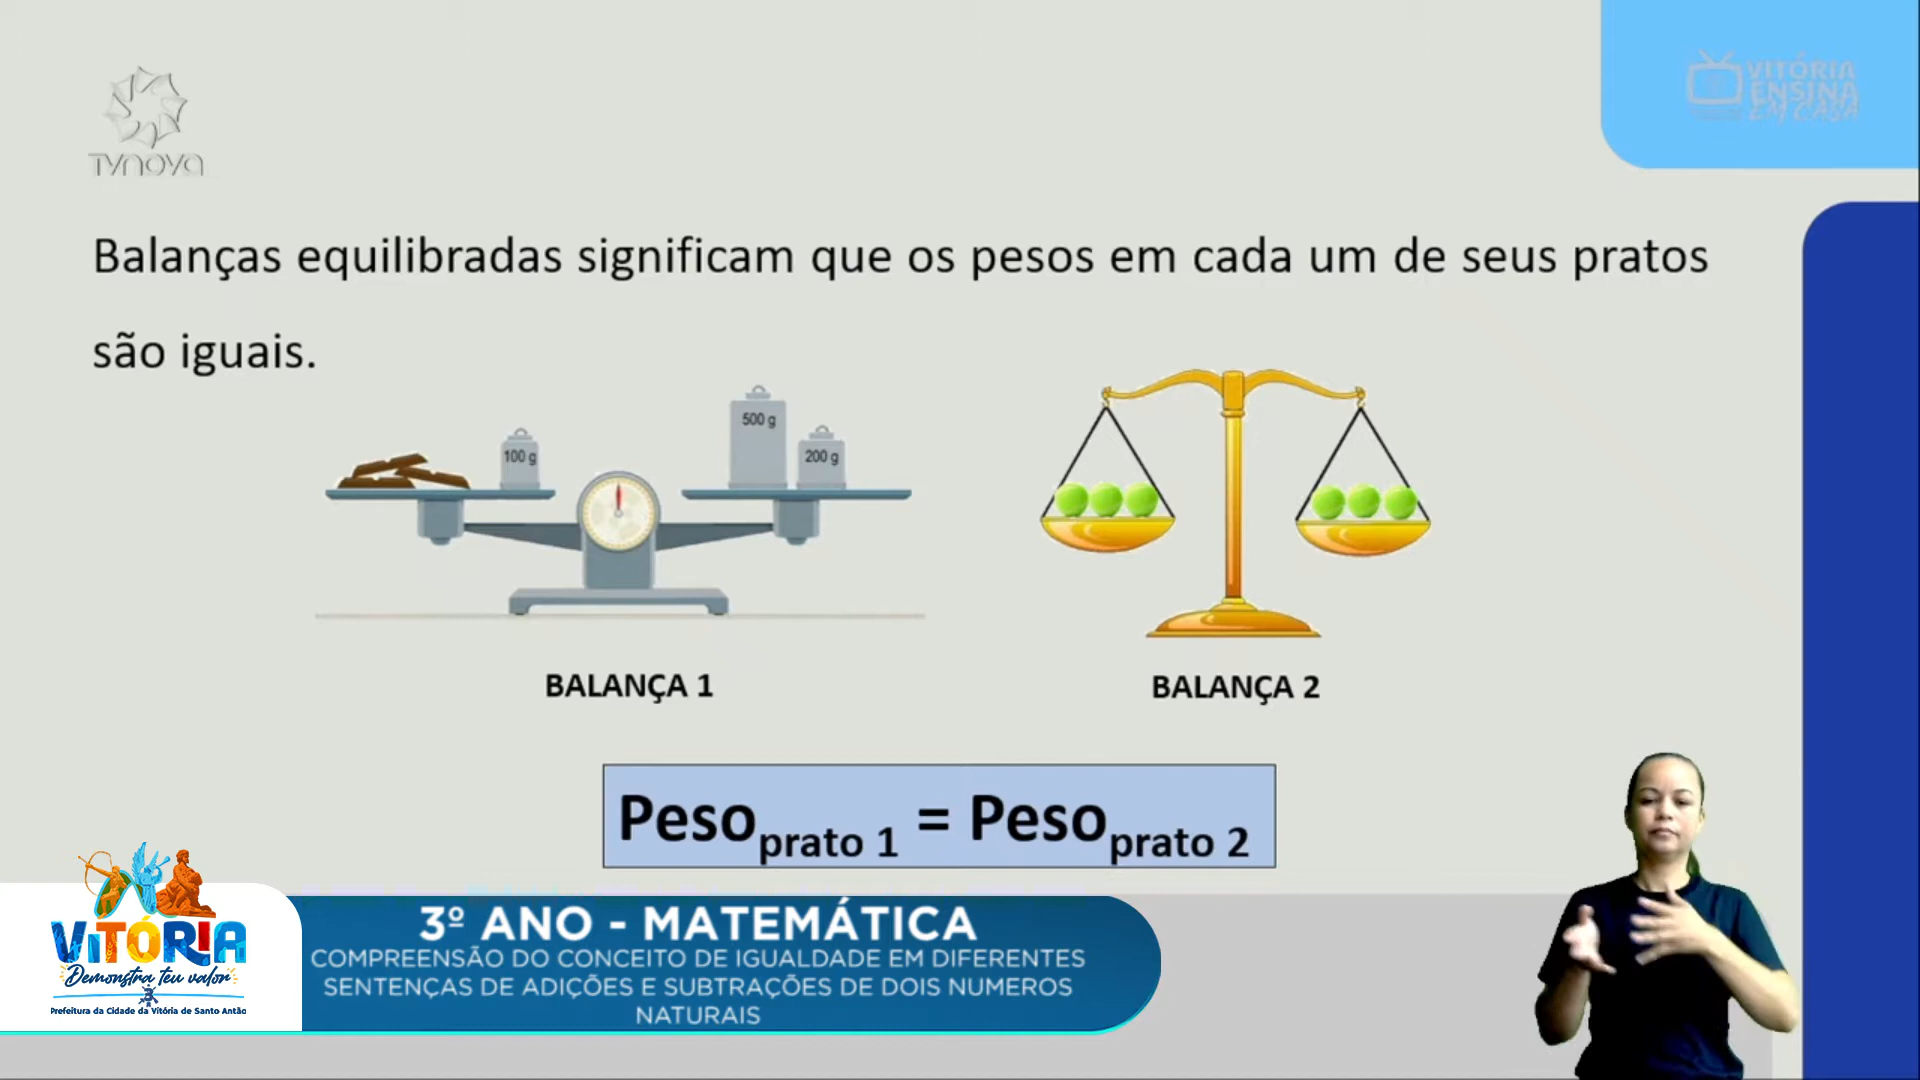 TVNOVA
VITÓRIA
ENSINA
EM CASA
Balanças equilibradas significam que os pesos em cada um de seus pratos
são iguais.
100 g
500 g
200 g
BALANÇA 1
BALANÇA 2
Peso prato 1 = Peso prato 2
VITÓRIA
Demonstra teu valor
Prefeitura da Cidade da Vitória de Santo Antão
3º ANO - MATEMÁTICA
COMPREENSÃO DO CONCEITO DE IGUALDADE EM DIFERENTES
SENTENÇAS DE ADIÇÕES E SUBTRAÇÕES DE DOIS NUMEROS
NATURAIS